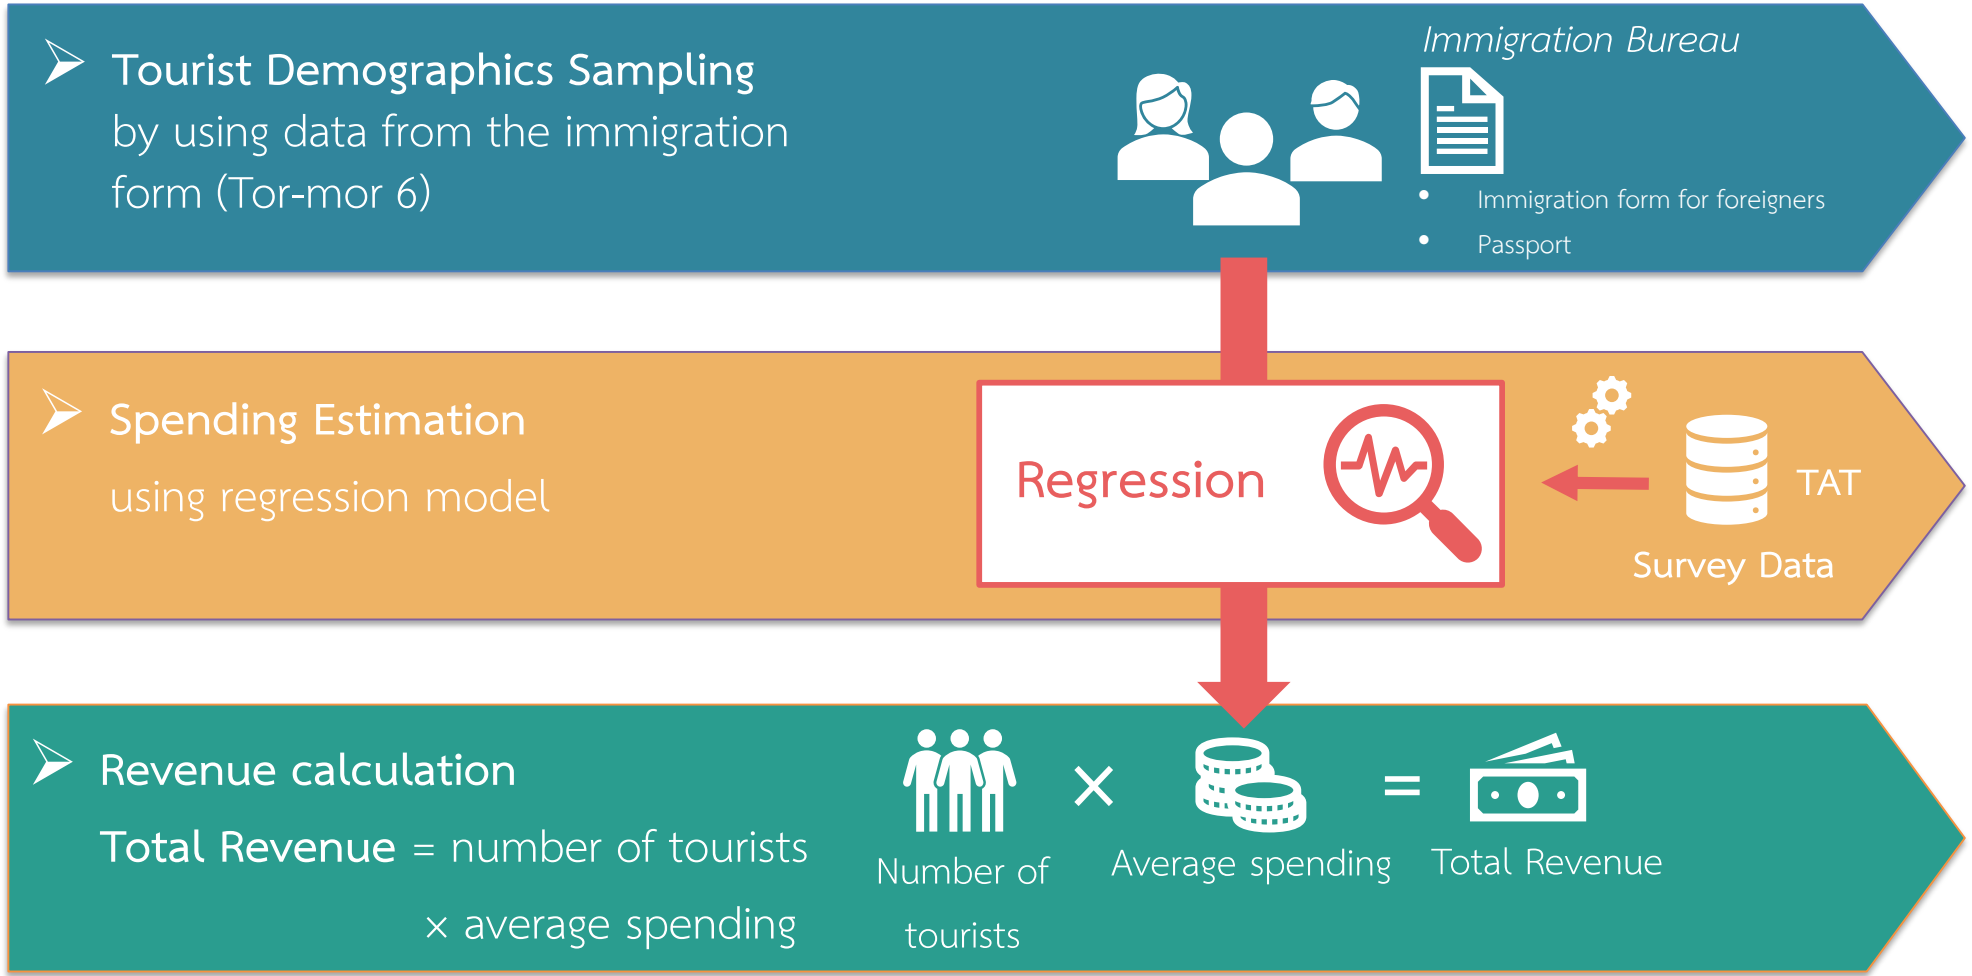 Tourist Demographics Sampling
by using data from the immigration
form (Tor-mor 6)
Immigration Bureau
• Immigration form for foreigners
• Passport
Spending Estimation
using regression model
Regression
TAT
Survey Data
Revenue calculation
Total Revenue = number of tourists
× average spending
Number of
tourists
×
Average spending
=
Total Revenue